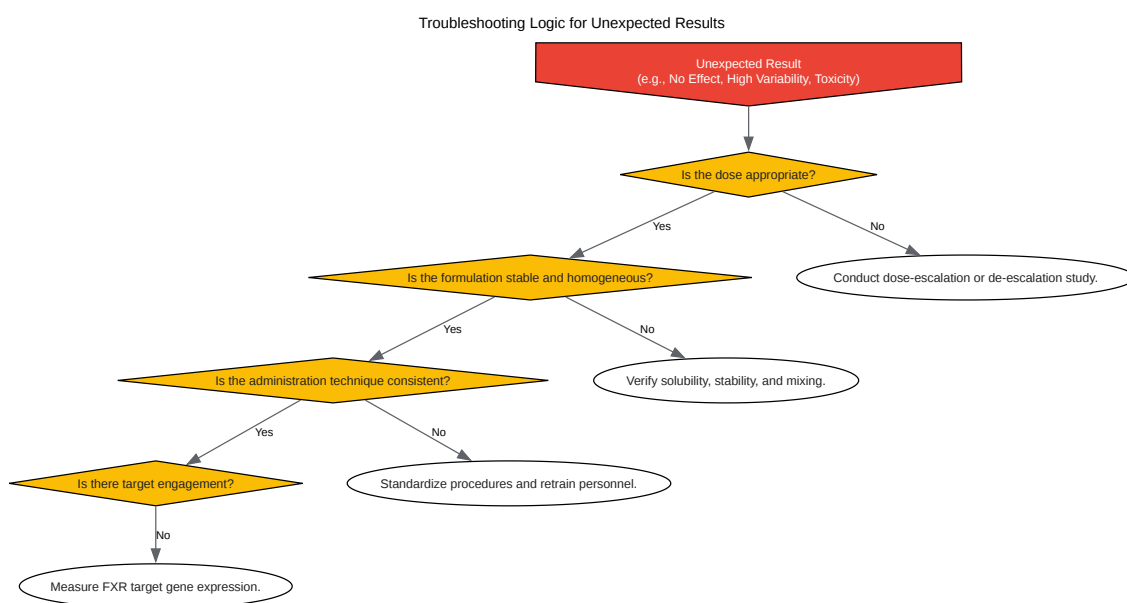 Troubleshooting Logic for Unexpected Results
Unexpected Result
(e.g., No Effect, High Variability, Toxicity)
Is the dose appropriate?
Yes
No
Is the formulation stable and homogeneous?
Conduct dose-escalation or de-escalation study.
Yes
No
Is the administration technique consistent?
Verify solubility, stability, and mixing.
Yes
No
Is there target engagement?
Standardize procedures and retrain personnel.
No
Measure FXR target gene expression.